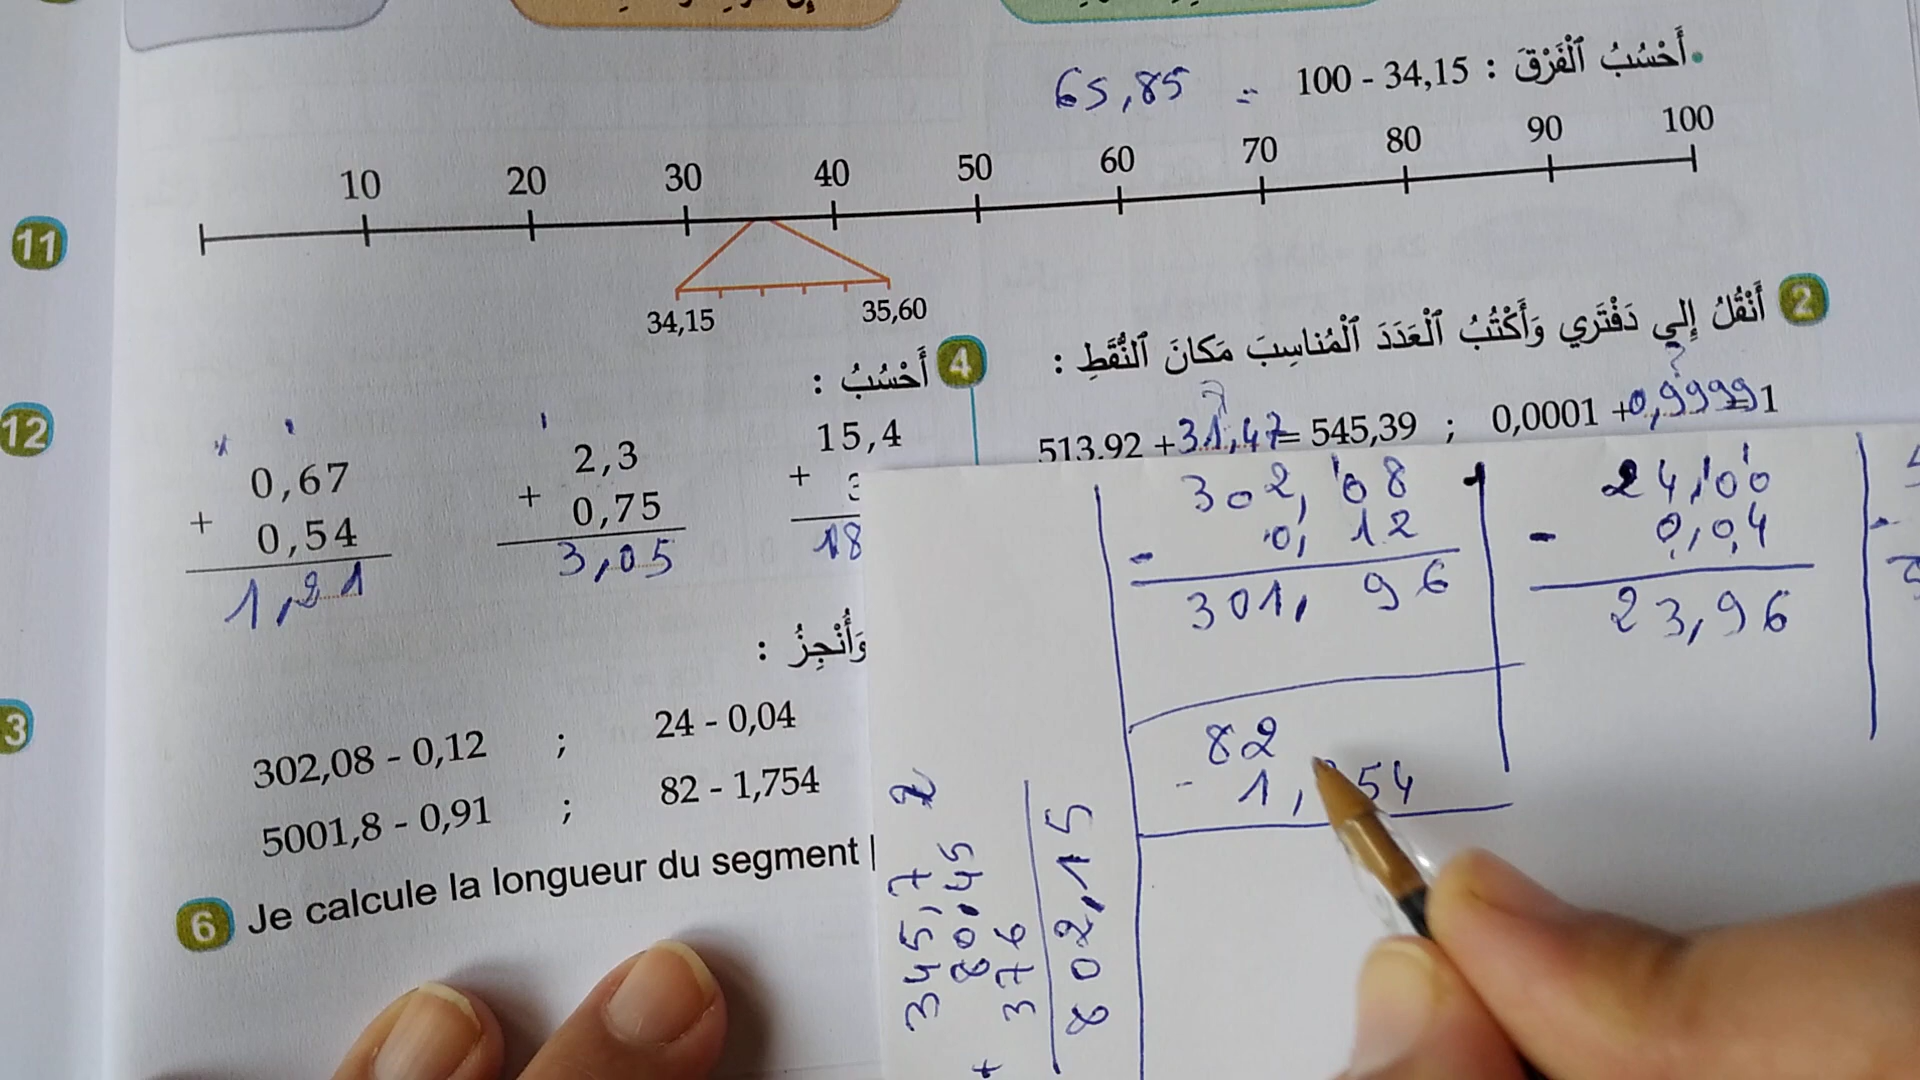 • أَحْسُبُ ٱلْفَرْقَ : 100 - 34,15 = 65,85
10 20 30 40 50 60 70 80 90 100
34,15 35,60
11
12
3
2 أَنْقُلُ إِلى دَفْتَري وَأَكْتُبُ ٱلْعَدَدَ ٱلْمُناسِبَ مَكانَ ٱلنُّقَطِ :
513,92 + 31,47 = 545,39 ; 0,0001 + 0,9999 = 1
4 أَحْسُبُ :
0,67
+ 0,54
1,21
2,3
+ 0,75
3,05
15,4
+ 3
18
وَأُنْجِزُ :
302,08 - 0,12 ; 24 - 0,04
5001,8 - 0,91 ; 82 - 1,754
6 Je calcule la longueur du segment
302,08
- 0,12
301,96
24,00
- 0,04
23,96
82
- 1, 54
345,7
80,45
+ 376
802,15